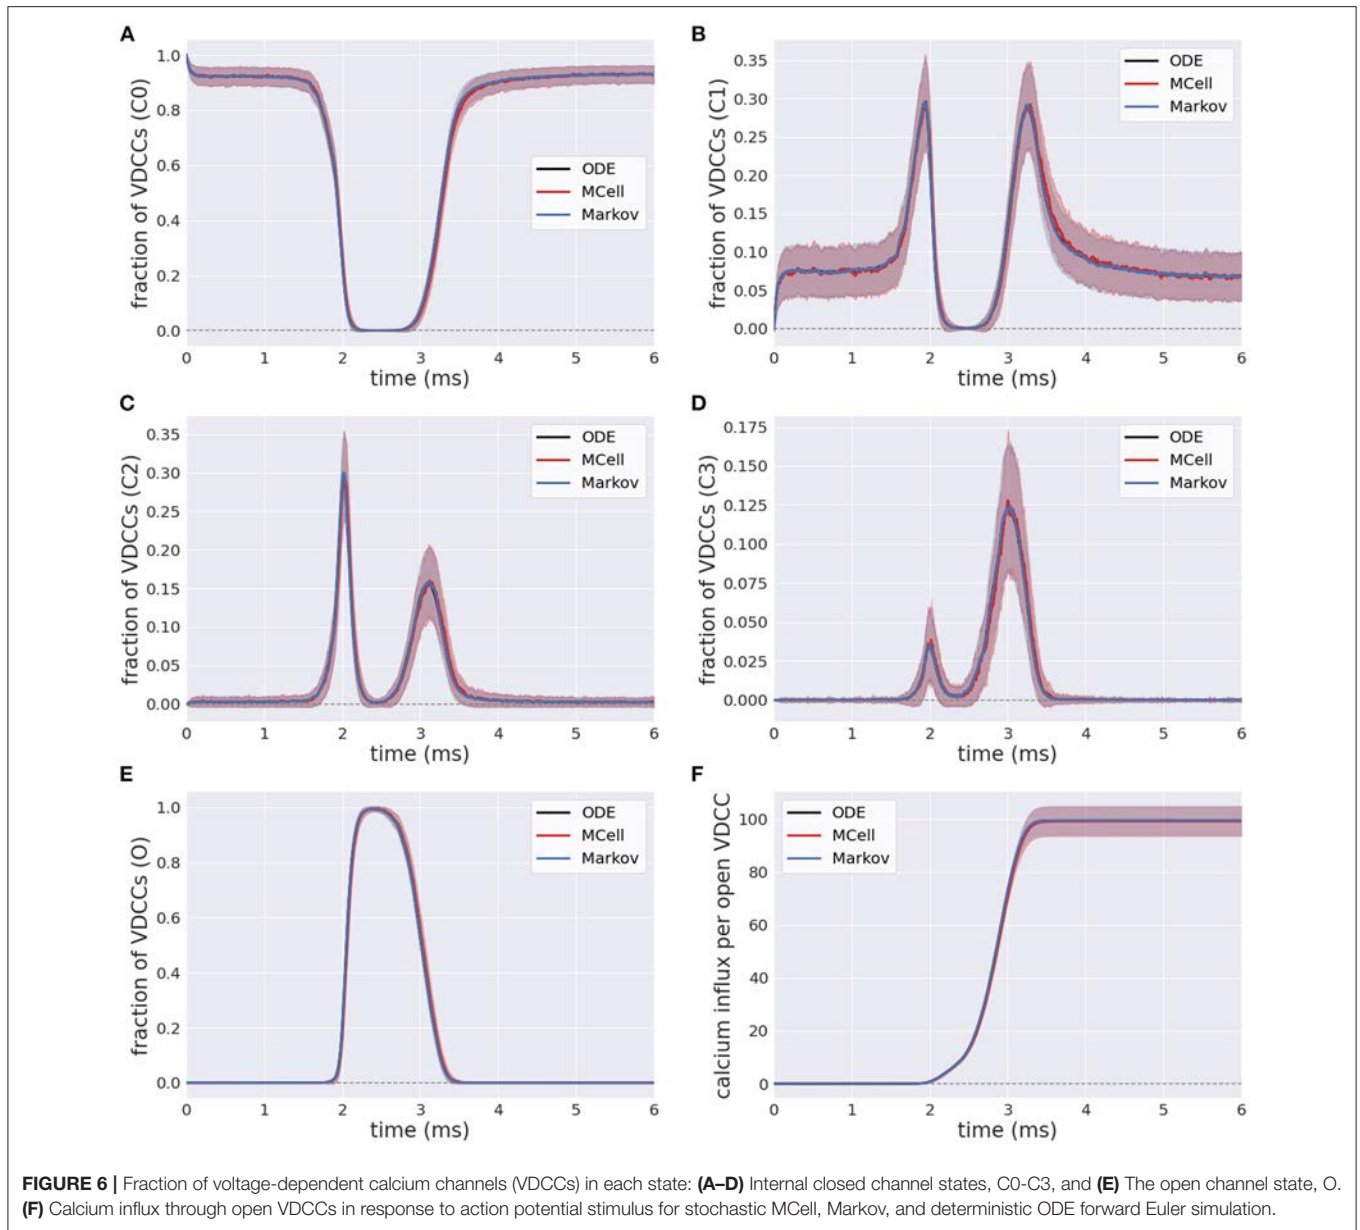 A
1.0
0.8
0.6
0.4
0.2
0.0
fraction of VDCCs (C0)
ODE
MCell
Markov
0 1 2 3 4 5 6
time (ms)
B
0.35
0.30
0.25
0.20
0.15
0.10
0.05
0.00
fraction of VDCCs (C1)
ODE
MCell
Markov
0 1 2 3 4 5 6
time (ms)
C
0.35
0.30
0.25
0.20
0.15
0.10
0.05
0.00
fraction of VDCCs (C2)
ODE
MCell
Markov
0 1 2 3 4 5 6
time (ms)
D
0.175
0.150
0.125
0.100
0.075
0.050
0.025
0.000
fraction of VDCCs (C3)
ODE
MCell
Markov
0 1 2 3 4 5 6
time (ms)
E
1.0
0.8
0.6
0.4
0.2
0.0
fraction of VDCCs (O)
ODE
MCell
Markov
0 1 2 3 4 5 6
time (ms)
F
100
80
60
40
20
0
calcium influx per open VDCC
ODE
MCell
Markov
0 1 2 3 4 5 6
time (ms)
FIGURE 6 | Fraction of voltage-dependent calcium channels (VDCCs) in each state: (A–D) Internal closed channel states, C0-C3, and (E) The open channel state, O.
(F) Calcium influx through open VDCCs in response to action potential stimulus for stochastic MCell, Markov, and deterministic ODE forward Euler simulation.